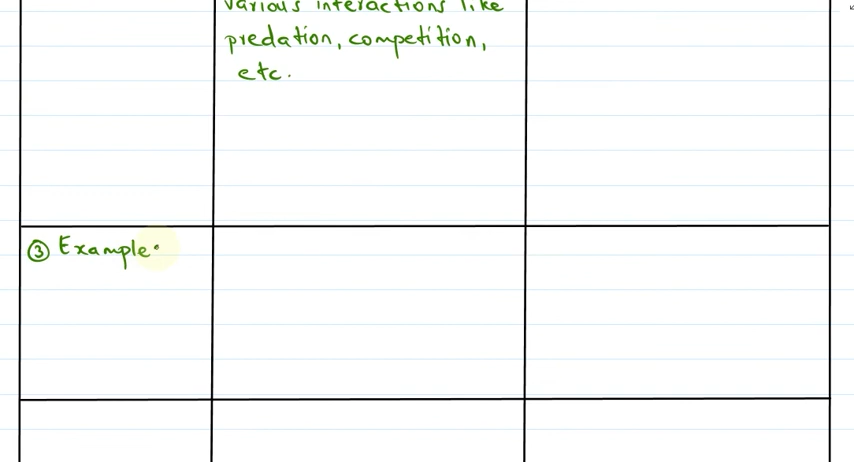 various interactions like
predation, competition,
etc.
③ Example